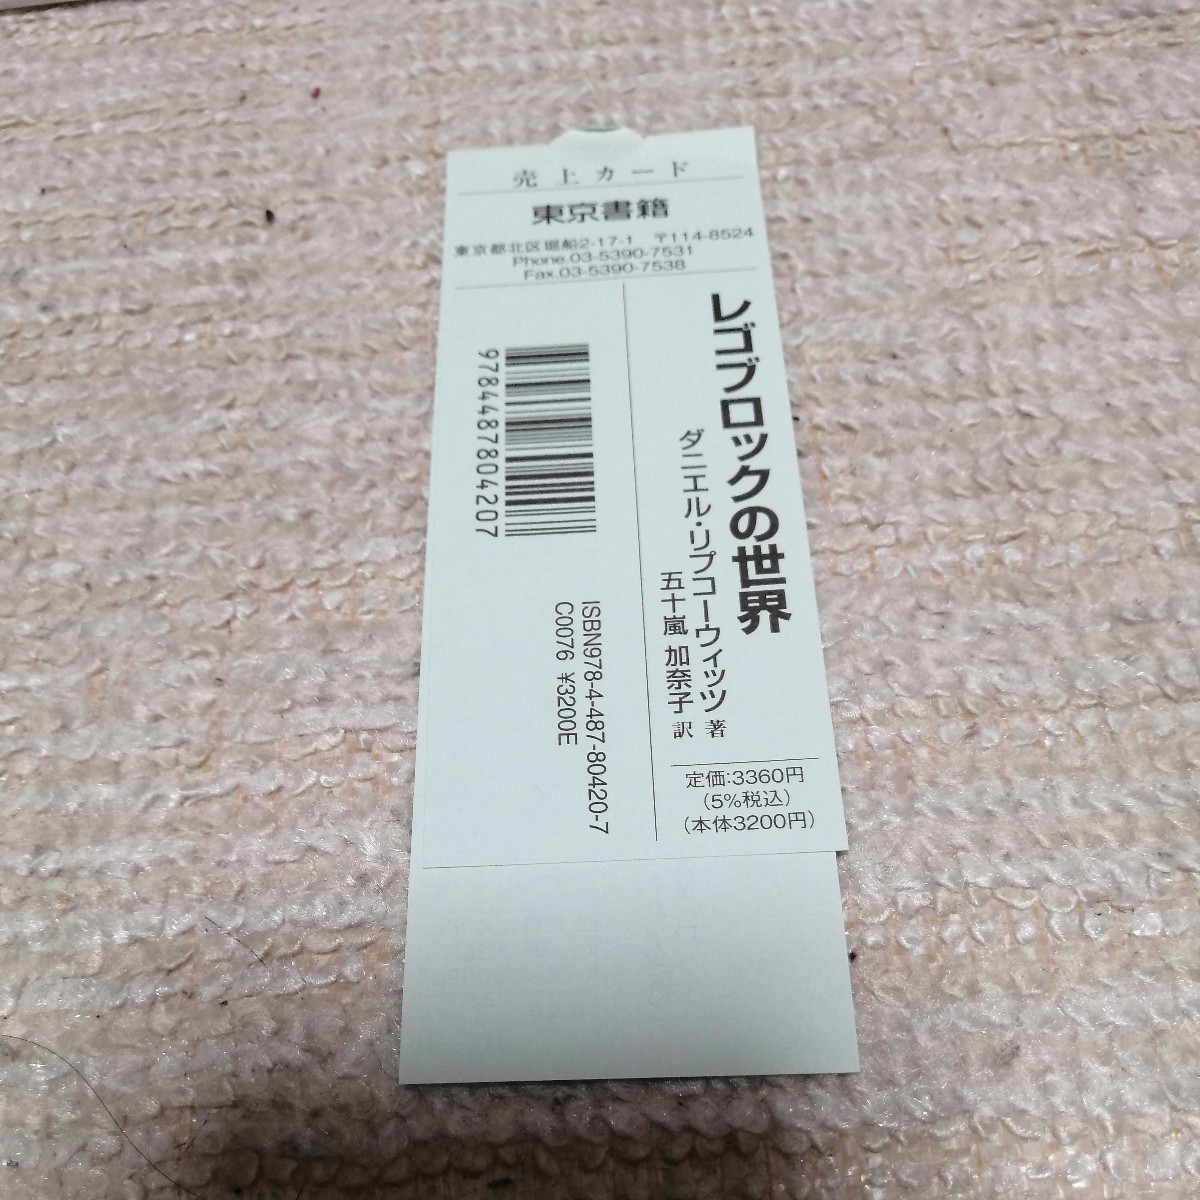 売上カード
東京書籍
東京都北区堀船2-17-1 〒114-8524
Phone.03-5390-7531
Fax.03-5390-7538
レゴブロックの世界
ダニエル・リプコーウィッツ 著
五十嵐 加奈子 訳
定価:3360円
(5%税込)
(本体3200円)
9784487804207
ISBN978-4-487-80420-7
C0076 ¥3200E